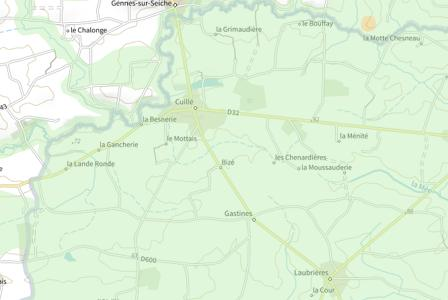 Gennes-sur-Seiche
le Chalonge
la Grimaudière
le Bouffay
la Motte Chesneau
Cuillé
D32
la Besnerie
le Mottais
la Gancherie
la Ménité
la Lande Ronde
Bizé
les Chenardières
la Moussauderie
Gastines
D600
Laubrières
la Cour